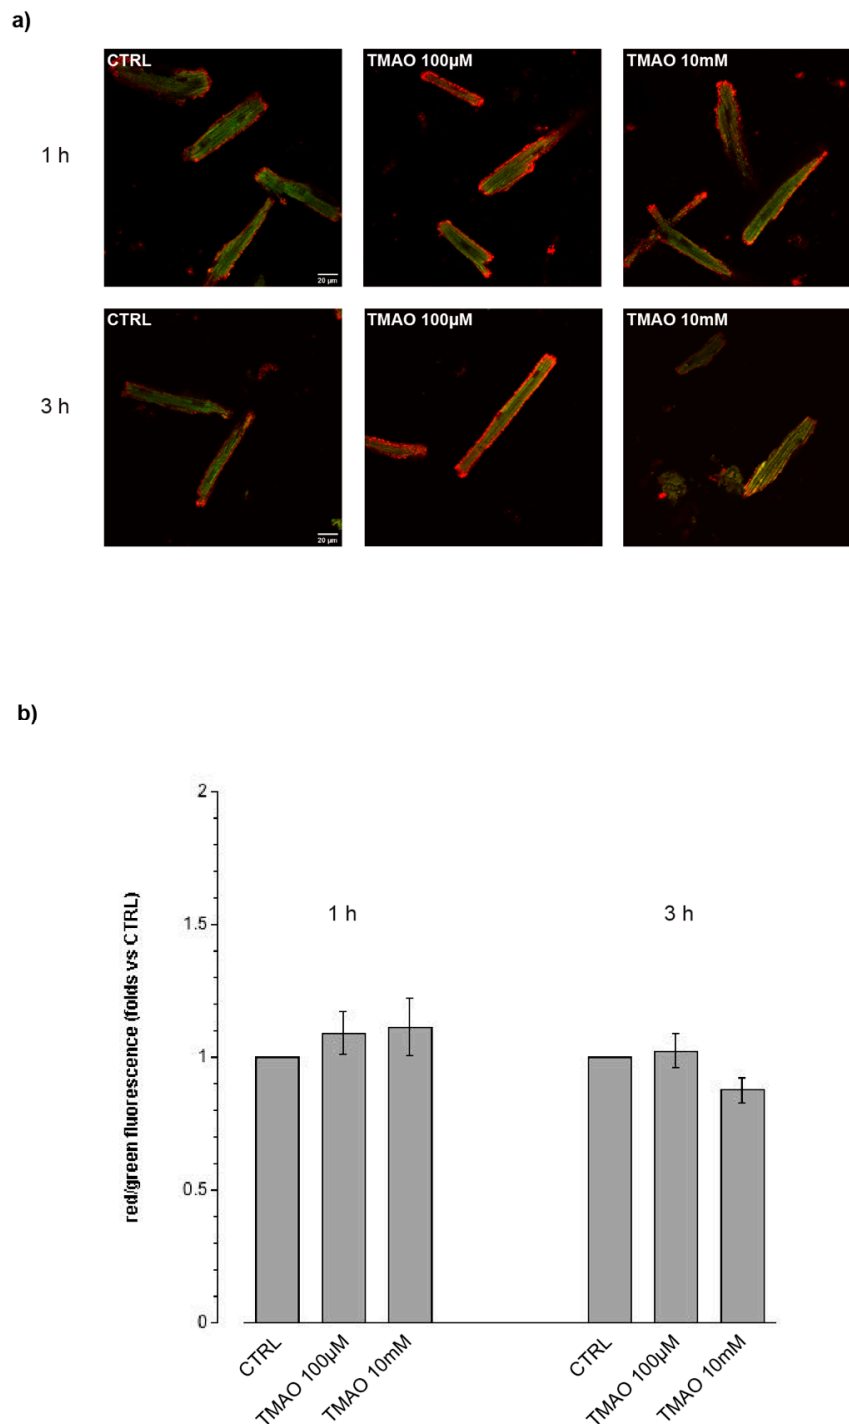 a)
CTRL
TMAO 100µM
TMAO 10mM
1 h
20 µm
CTRL
TMAO 100µM
TMAO 10mM
3 h
20 µm
b)
red/green fluorescence (folds vs CTRL)
2
1.5
1
0.5
0
1 h
3 h
CTRL
TMAO 100µM
TMAO 10mM
CTRL
TMAO 100µM
TMAO 10mM